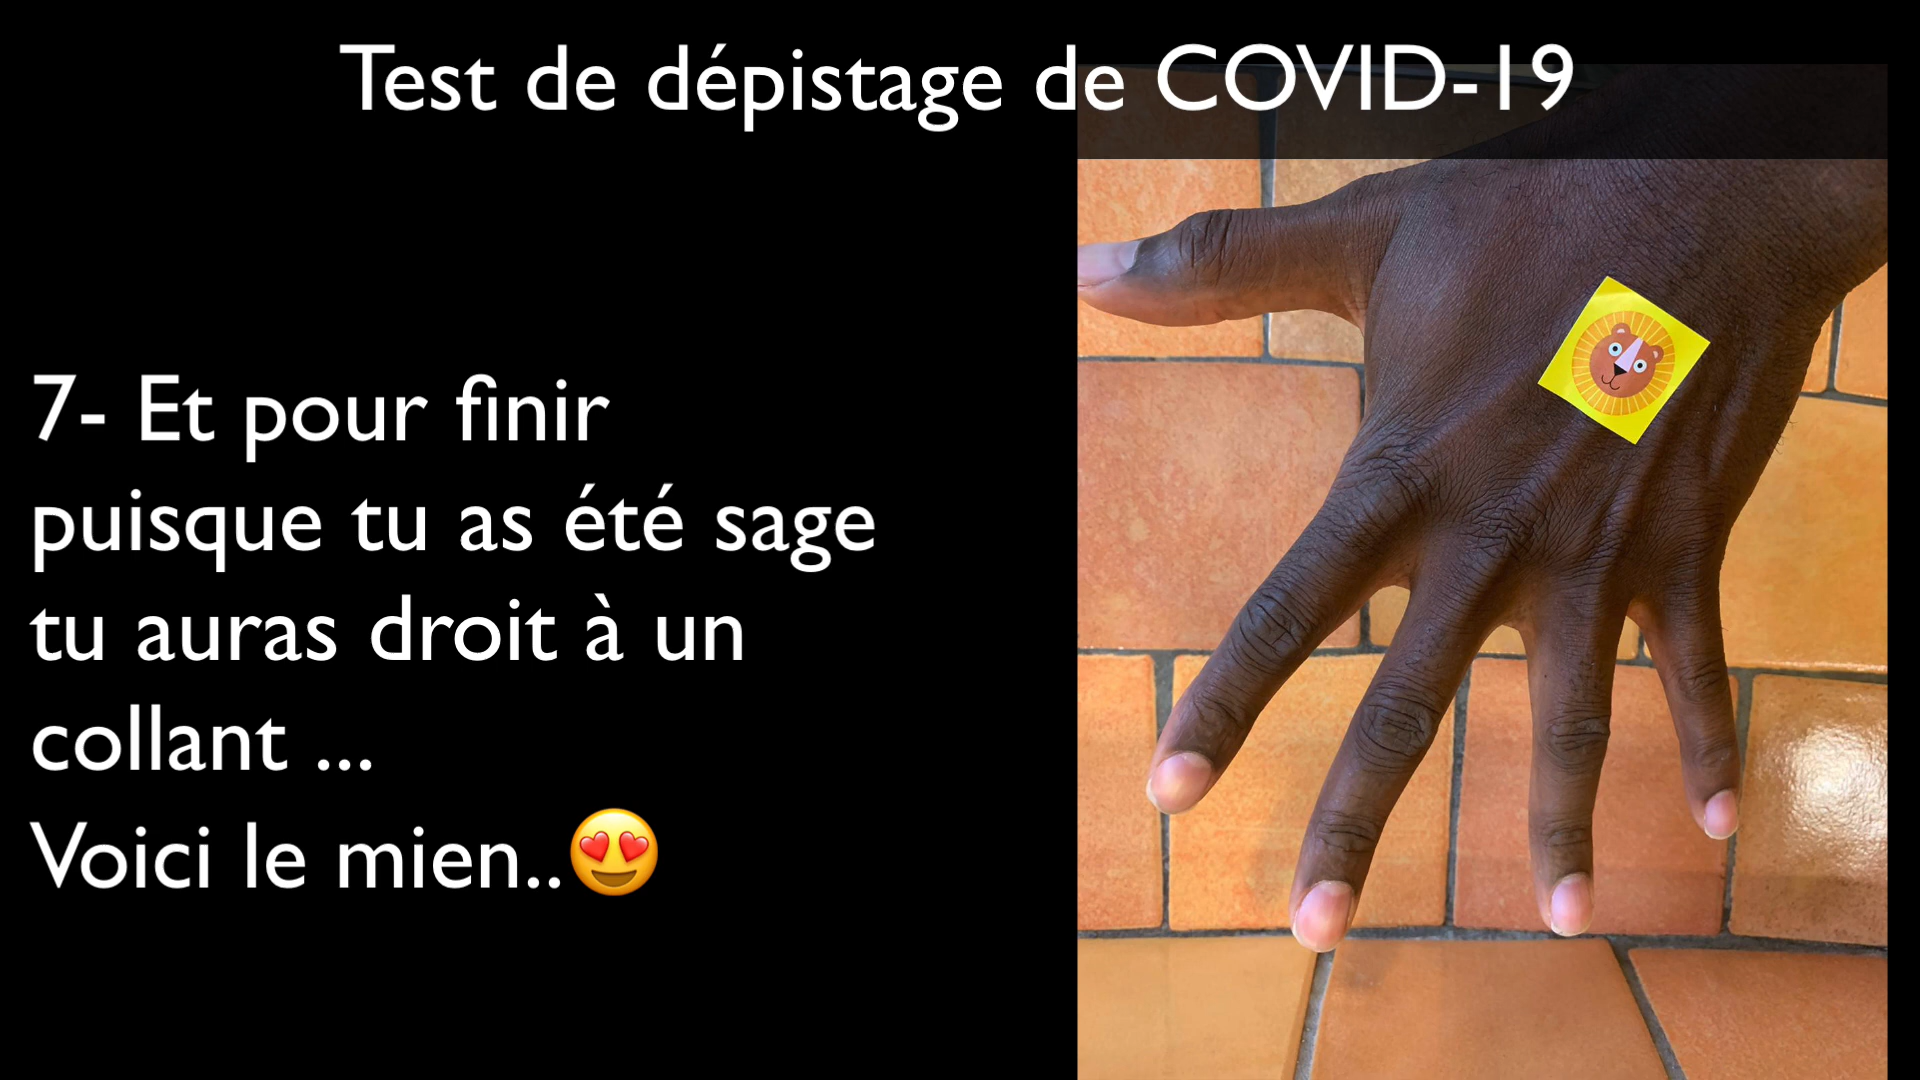 Test de dépistage de COVID-19
7- Et pour finir
puisque tu as été sage
tu auras droit à un
collant ...
Voici le mien..😍